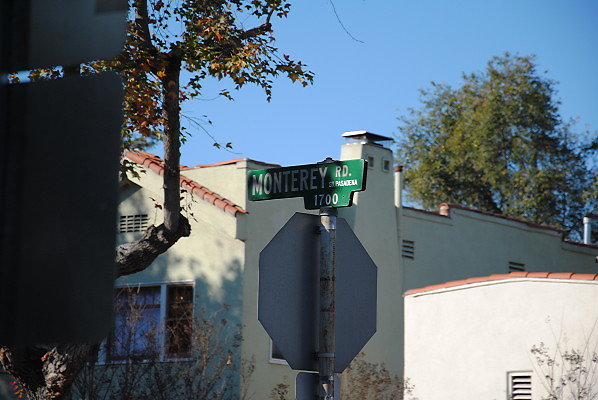 MONTEREY RD.
SO PASADENA
1700